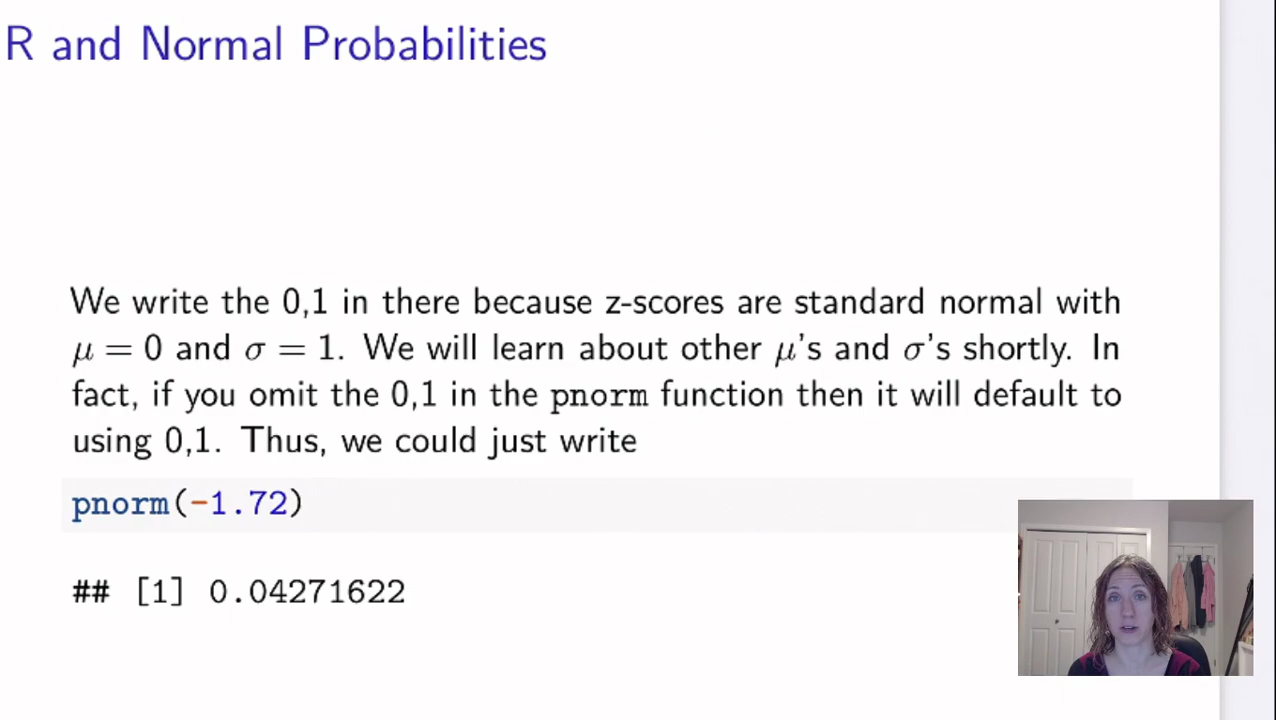 R and Normal Probabilities
We write the 0,1 in there because z-scores are standard normal with
μ = 0 and σ = 1. We will learn about other μ's and σ's shortly. In
fact, if you omit the 0,1 in the pnorm function then it will default to
using 0,1. Thus, we could just write
pnorm(-1.72)
## [1] 0.04271622